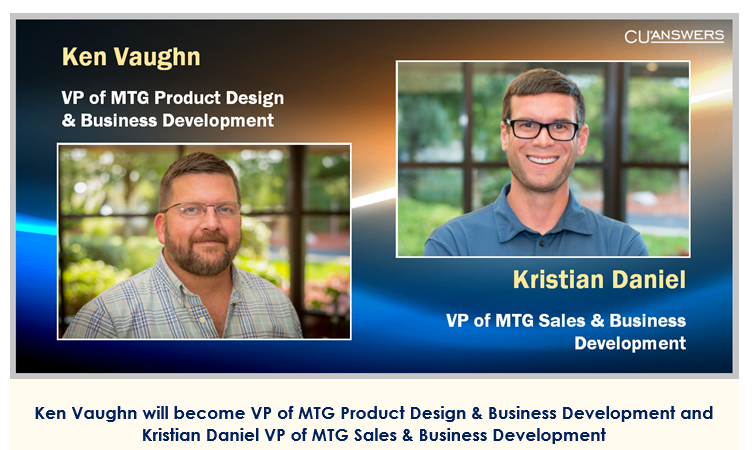 CU*ANSWERS
Ken Vaughn
VP of MTG Product Design
& Business Development
Kristian Daniel
VP of MTG Sales & Business
Development
Ken Vaughn will become VP of MTG Product Design & Business Development and
Kristian Daniel VP of MTG Sales & Business Development